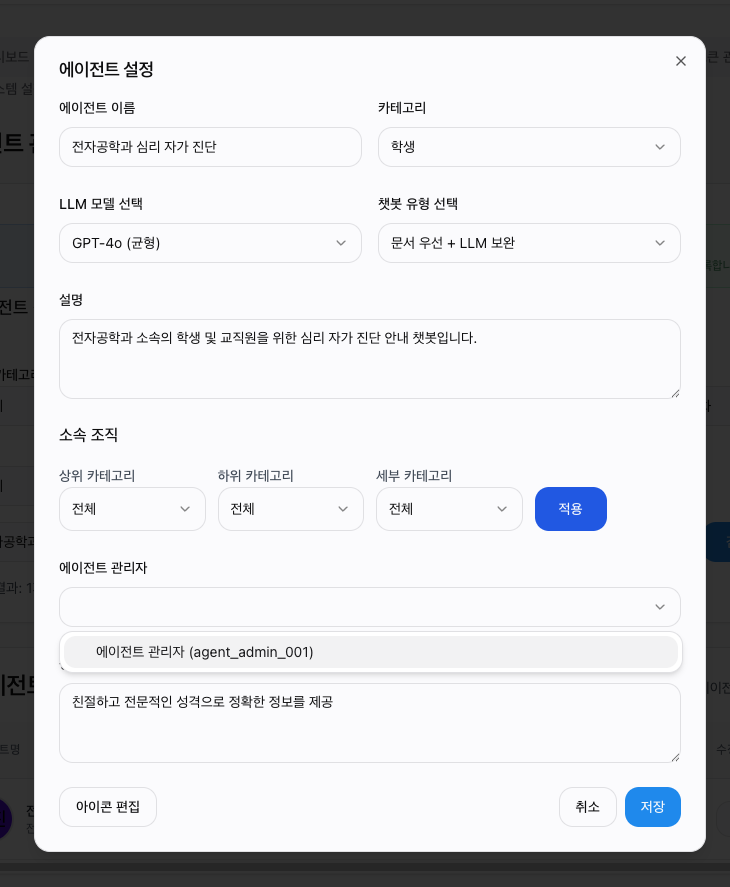 에이전트 설정
에이전트 이름
카테고리
전자공학과 심리 자가 진단
학생
LLM 모델 선택
챗봇 유형 선택
GPT-4o (균형)
문서 우선 + LLM 보완
설명
전자공학과 소속의 학생 및 교직원을 위한 심리 자가 진단 안내 챗봇입니다.
소속 조직
상위 카테고리
하위 카테고리
세부 카테고리
전체
전체
전체
적용
에이전트 관리자
에이전트 관리자 (agent_admin_001)
친절하고 전문적인 성격으로 정확한 정보를 제공
아이콘 편집
취소
저장